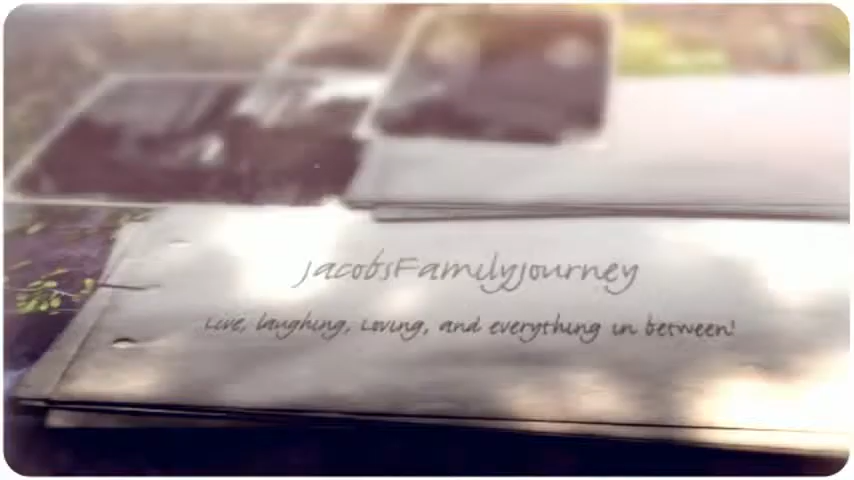 JacobsFamilyJourney
Live, laughing, Loving, and everything in between!